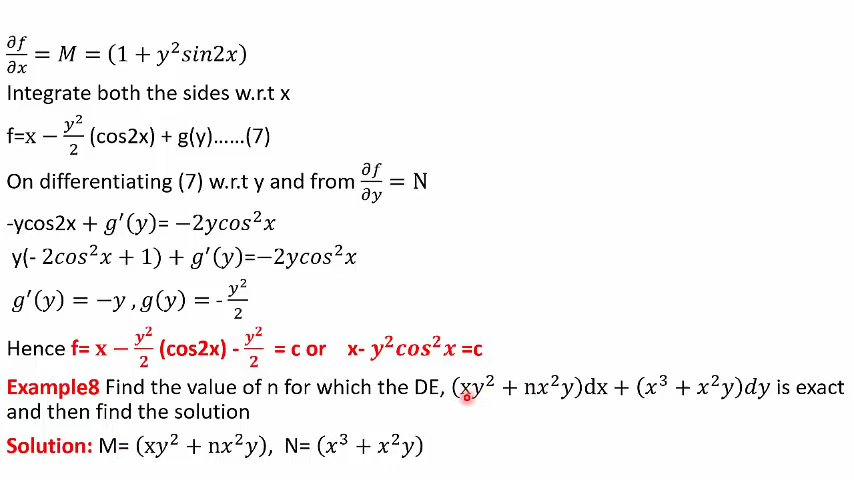 ∂f/∂x = M = (1 + y²sin2x)
Integrate both the sides w.r.t x
f=x − y²/2 (cos2x) + g(y)......(7)
On differentiating (7) w.r.t y and from ∂f/∂y = N
-ycos2x + g′(y)= −2ycos²x
y(- 2cos²x + 1) + g′(y)=−2ycos²x
g′(y) = −y , g(y) = - y²/2
Hence f= x − y²/2 (cos2x) - y²/2 = c or x- y²cos²x =c
Example8 Find the value of n for which the DE, (xy² + nx²y)dx + (x³ + x²y)dy is exact
and then find the solution
Solution: M= (xy² + nx²y), N= (x³ + x²y)